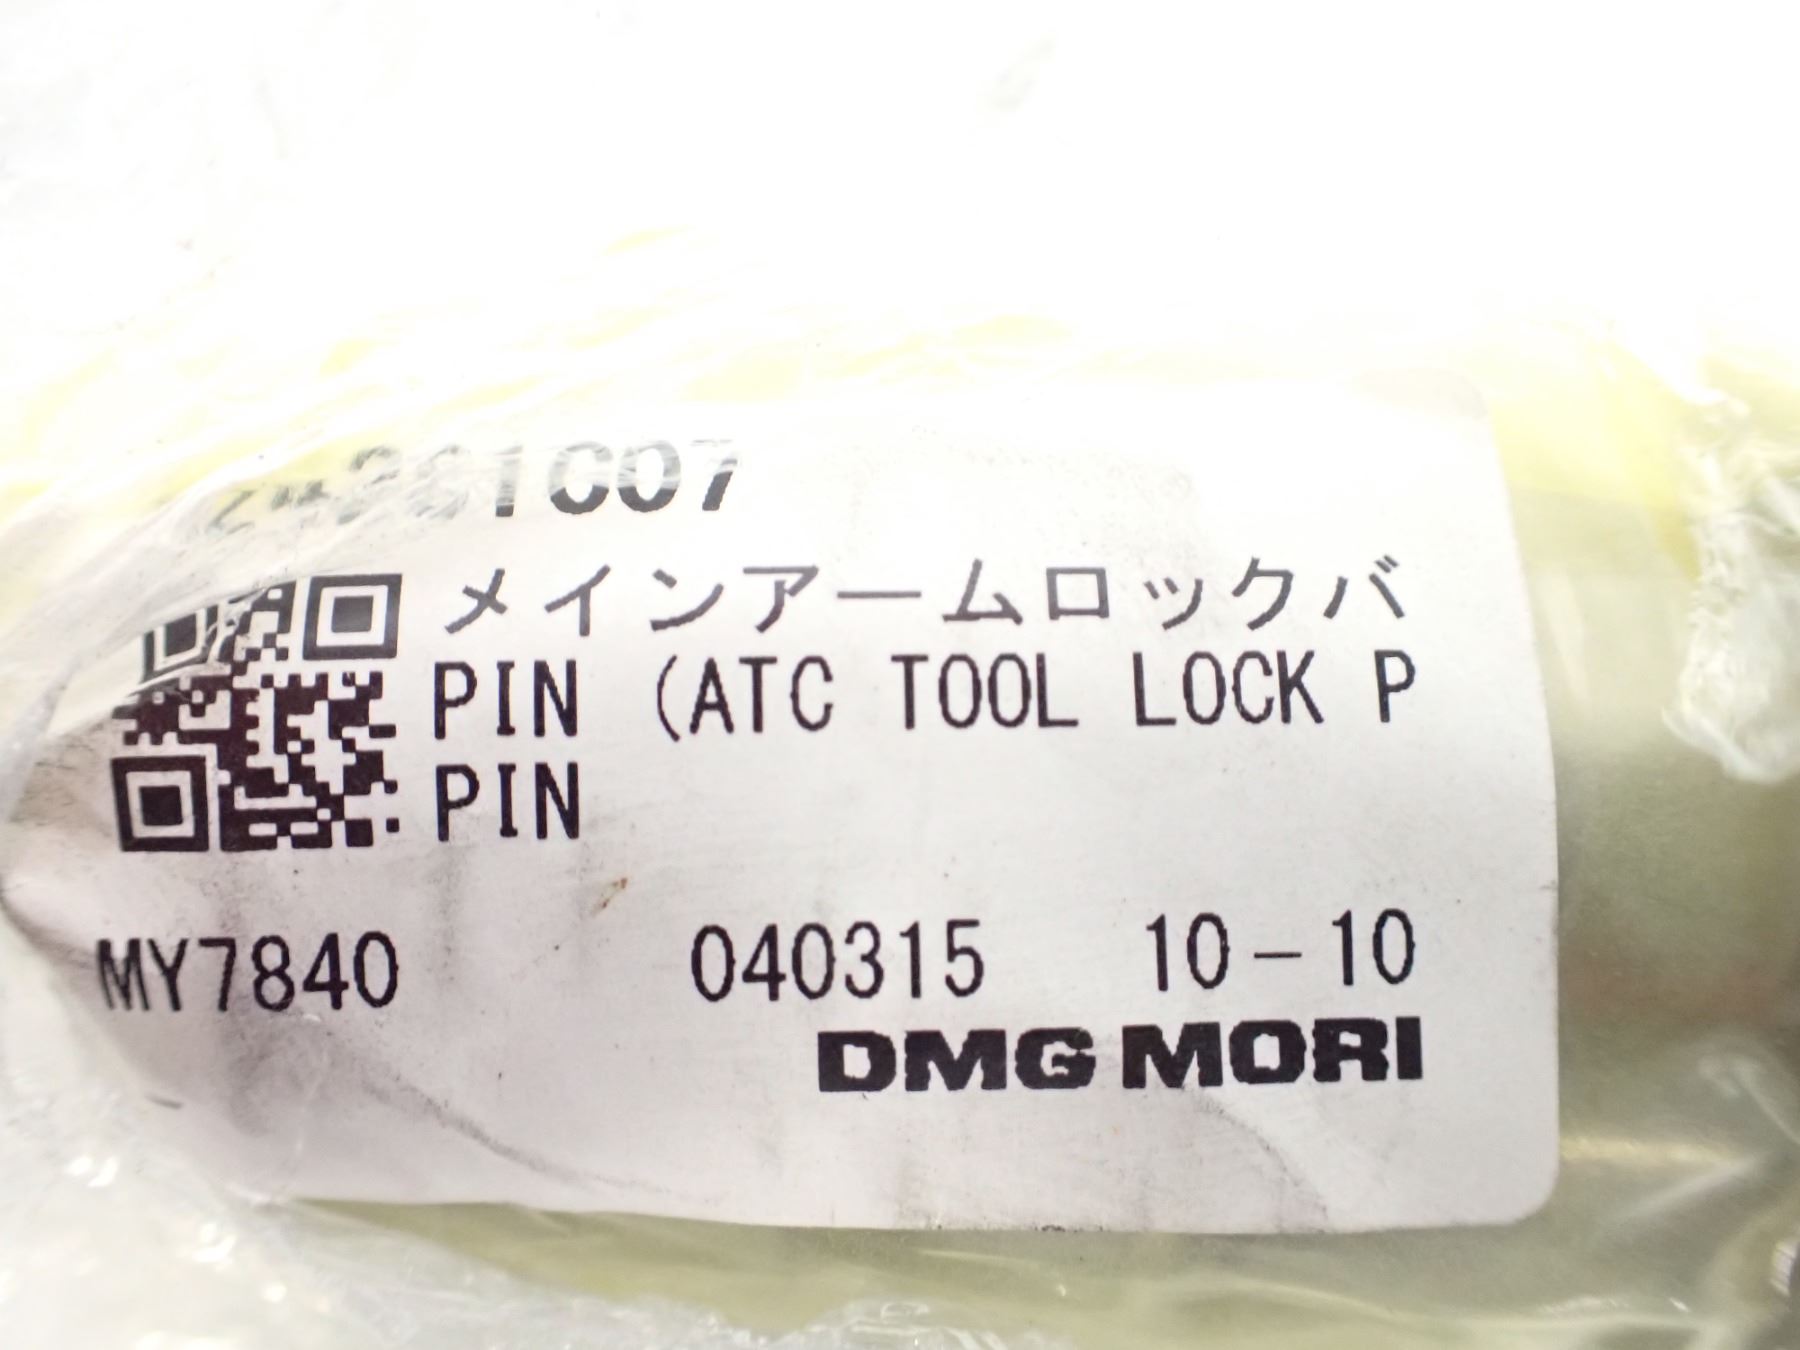 メインアームロックバ
PIN (ATC TOOL LOCK P
PIN
MY7840 040315 10-10
DMG MORI